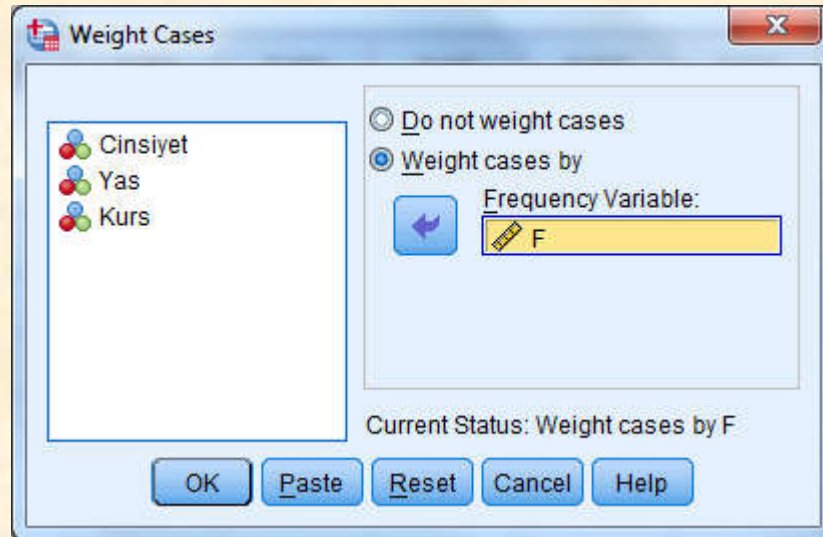 Weight Cases
Cinsiyet
Yas
Kurs
Do not weight cases
Weight cases by
Frequency Variable:
F
Current Status: Weight cases by F
OK Paste Reset Cancel Help